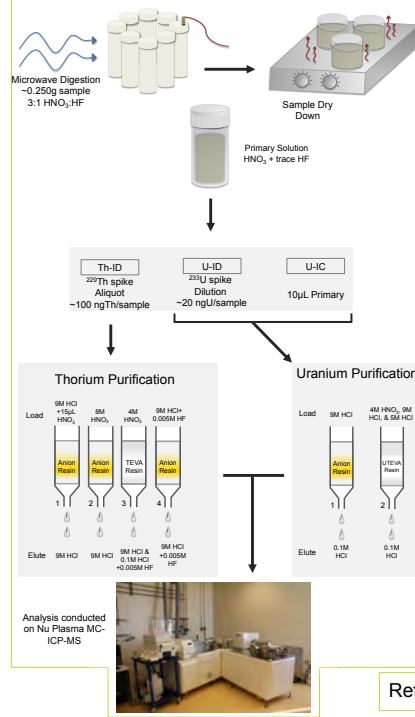 Microwave Digestion
~0.250g sample
3:1 HNO₃:HF
Sample Dry
Down
Primary Solution
HNO₃ + trace HF
Th-ID
²²⁹Th spike
Aliquot
~100 ngTh/sample
U-ID
²³³U spike
Dilution
~20 ngU/sample
U-IC
10µL Primary
Thorium Purification
Load
9M HCl
+15µL
HNO₃
8M
HNO₃
4M
HNO₃
9M HCl+
0.005M HF
Anion
Resin
Anion
Resin
TEVA
Resin
Anion
Resin
1
2
3
4
Elute
9M HCl
9M HCl
9M HCl &
0.1M HCl
+0.005M HF
9M HCl
+0.005M
HF
Uranium Purification
Load
9M HCl
4M HNO₃, 9M
HCl, & 5M HCl
Anion
Resin
UTEVA
Resin
1
2
Elute
0.1M
HCl
0.1M
HCl
Analysis conducted
on Nu Plasma MC-
ICP-MS